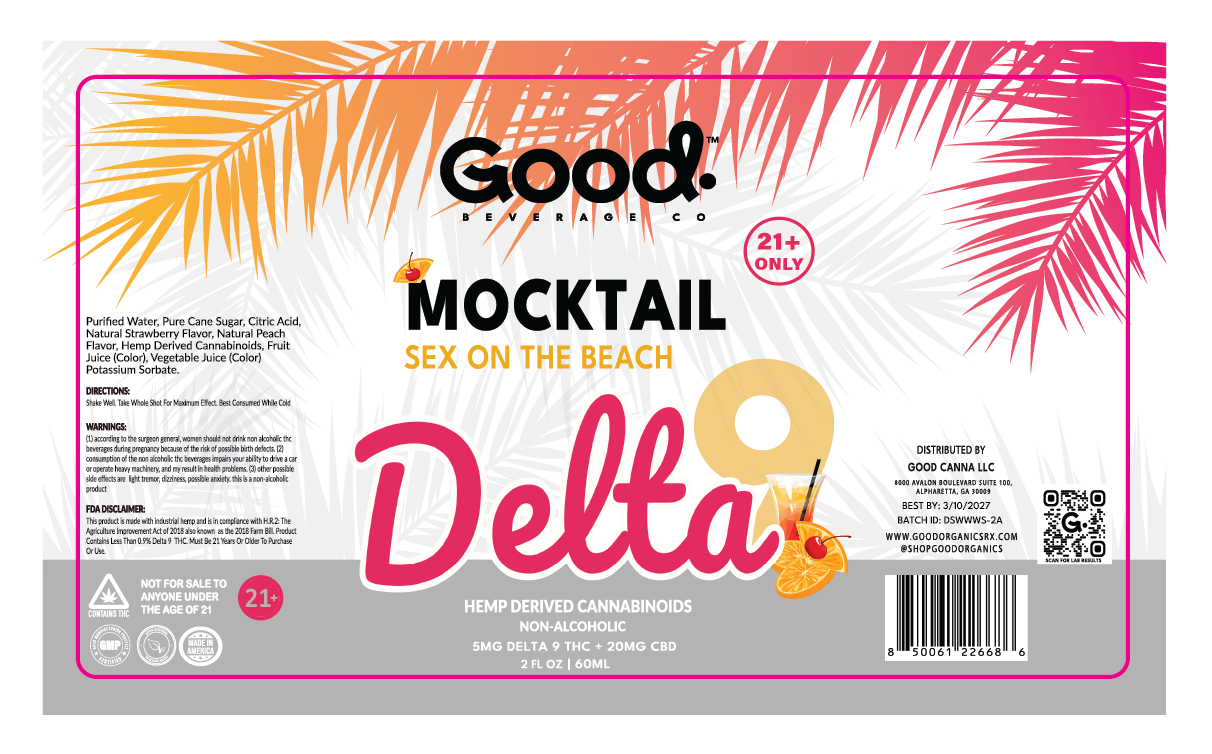 Good.™
BEVERAGE CO
21+
ONLY
MOCKTAIL
SEX ON THE BEACH
Delta 9
HEMP DERIVED CANNABINOIDS
NON-ALCOHOLIC
5MG DELTA 9 THC + 20MG CBD
2 FL OZ | 60ML
Purified Water, Pure Cane Sugar, Citric Acid,
Natural Strawberry Flavor, Natural Peach
Flavor, Hemp Derived Cannabinoids, Fruit
Juice (Color), Vegetable Juice (Color)
Potassium Sorbate.
DIRECTIONS:
Shake Well. Take Whole Shot For Maximum Effect. Best Consumed While Cold
WARNINGS:
(1) according to the surgeon general, women should not drink non alcoholic thc
beverages during pregnancy because of the risk of possible birth defects. (2)
consumption of the non alcoholic thc beverages impairs your ability to drive a car
or operate heavy machinery, and my result in health problems. (3) other possible
side effects are light tremor, dizziness, possible anxiety. this is a non-alcoholic
product
FDA DISCLAIMER:
This product is made with industrial hemp and is in compliance with H.R.2: The
Agriculture Improvement Act of 2018 also known as the 2018 Farm Bill. Product
Contains Less Than 0.9% Delta 9 THC. Must Be 21 Years Or Older To Purchase
Or Use.
CONTAINS THC
NOT FOR SALE TO
ANYONE UNDER
THE AGE OF 21
21+
GMP
CERTIFIED
MADE IN
AMERICA
DISTRIBUTED BY
GOOD CANNA LLC
8000 AVALON BOULEVARD SUITE 100,
ALPHARETTA, GA 30009
BEST BY: 3/10/2027
BATCH ID: DSWWWS-2A
WWW.GOODORGANICSRX.COM
@SHOPGOODORGANICS
G.
SCAN FOR LAB RESULTS
8 50061 22668 6